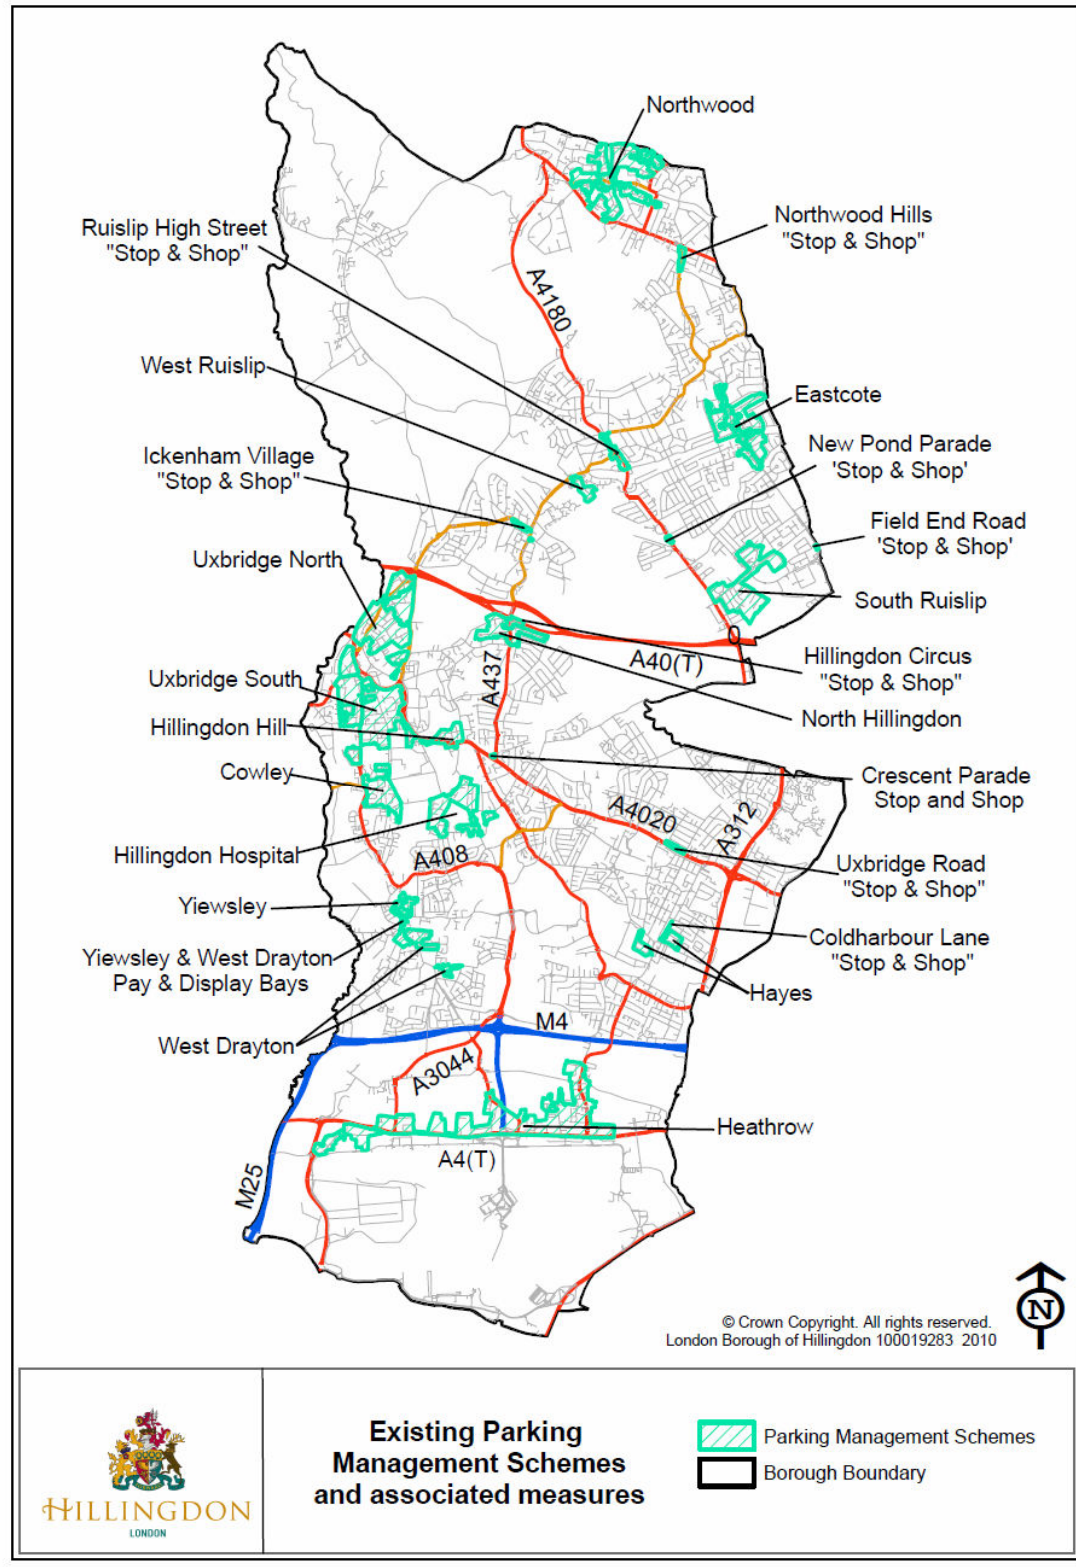 Northwood
Ruislip High Street
"Stop & Shop"
Northwood Hills
"Stop & Shop"
A4180
West Ruislip
Eastcote
New Pond Parade
'Stop & Shop'
Ickenham Village
"Stop & Shop"
Field End Road
'Stop & Shop'
Uxbridge North
South Ruislip
A40(T)
Hillingdon Circus
"Stop & Shop"
A437
Uxbridge South
North Hillingdon
Hillingdon Hill
Cowley
Crescent Parade
Stop and Shop
A4020
A312
Hillingdon Hospital
A408
Uxbridge Road
"Stop & Shop"
Yiewsley
Coldharbour Lane
"Stop & Shop"
Yiewsley & West Drayton
Pay & Display Bays
Hayes
West Drayton
M4
A3044
Heathrow
A4(T)
M25
N
© Crown Copyright. All rights reserved.
London Borough of Hillingdon 100019283 2010
HILLINGDON
LONDON
Existing Parking
Management Schemes
and associated measures
Parking Management Schemes
Borough Boundary